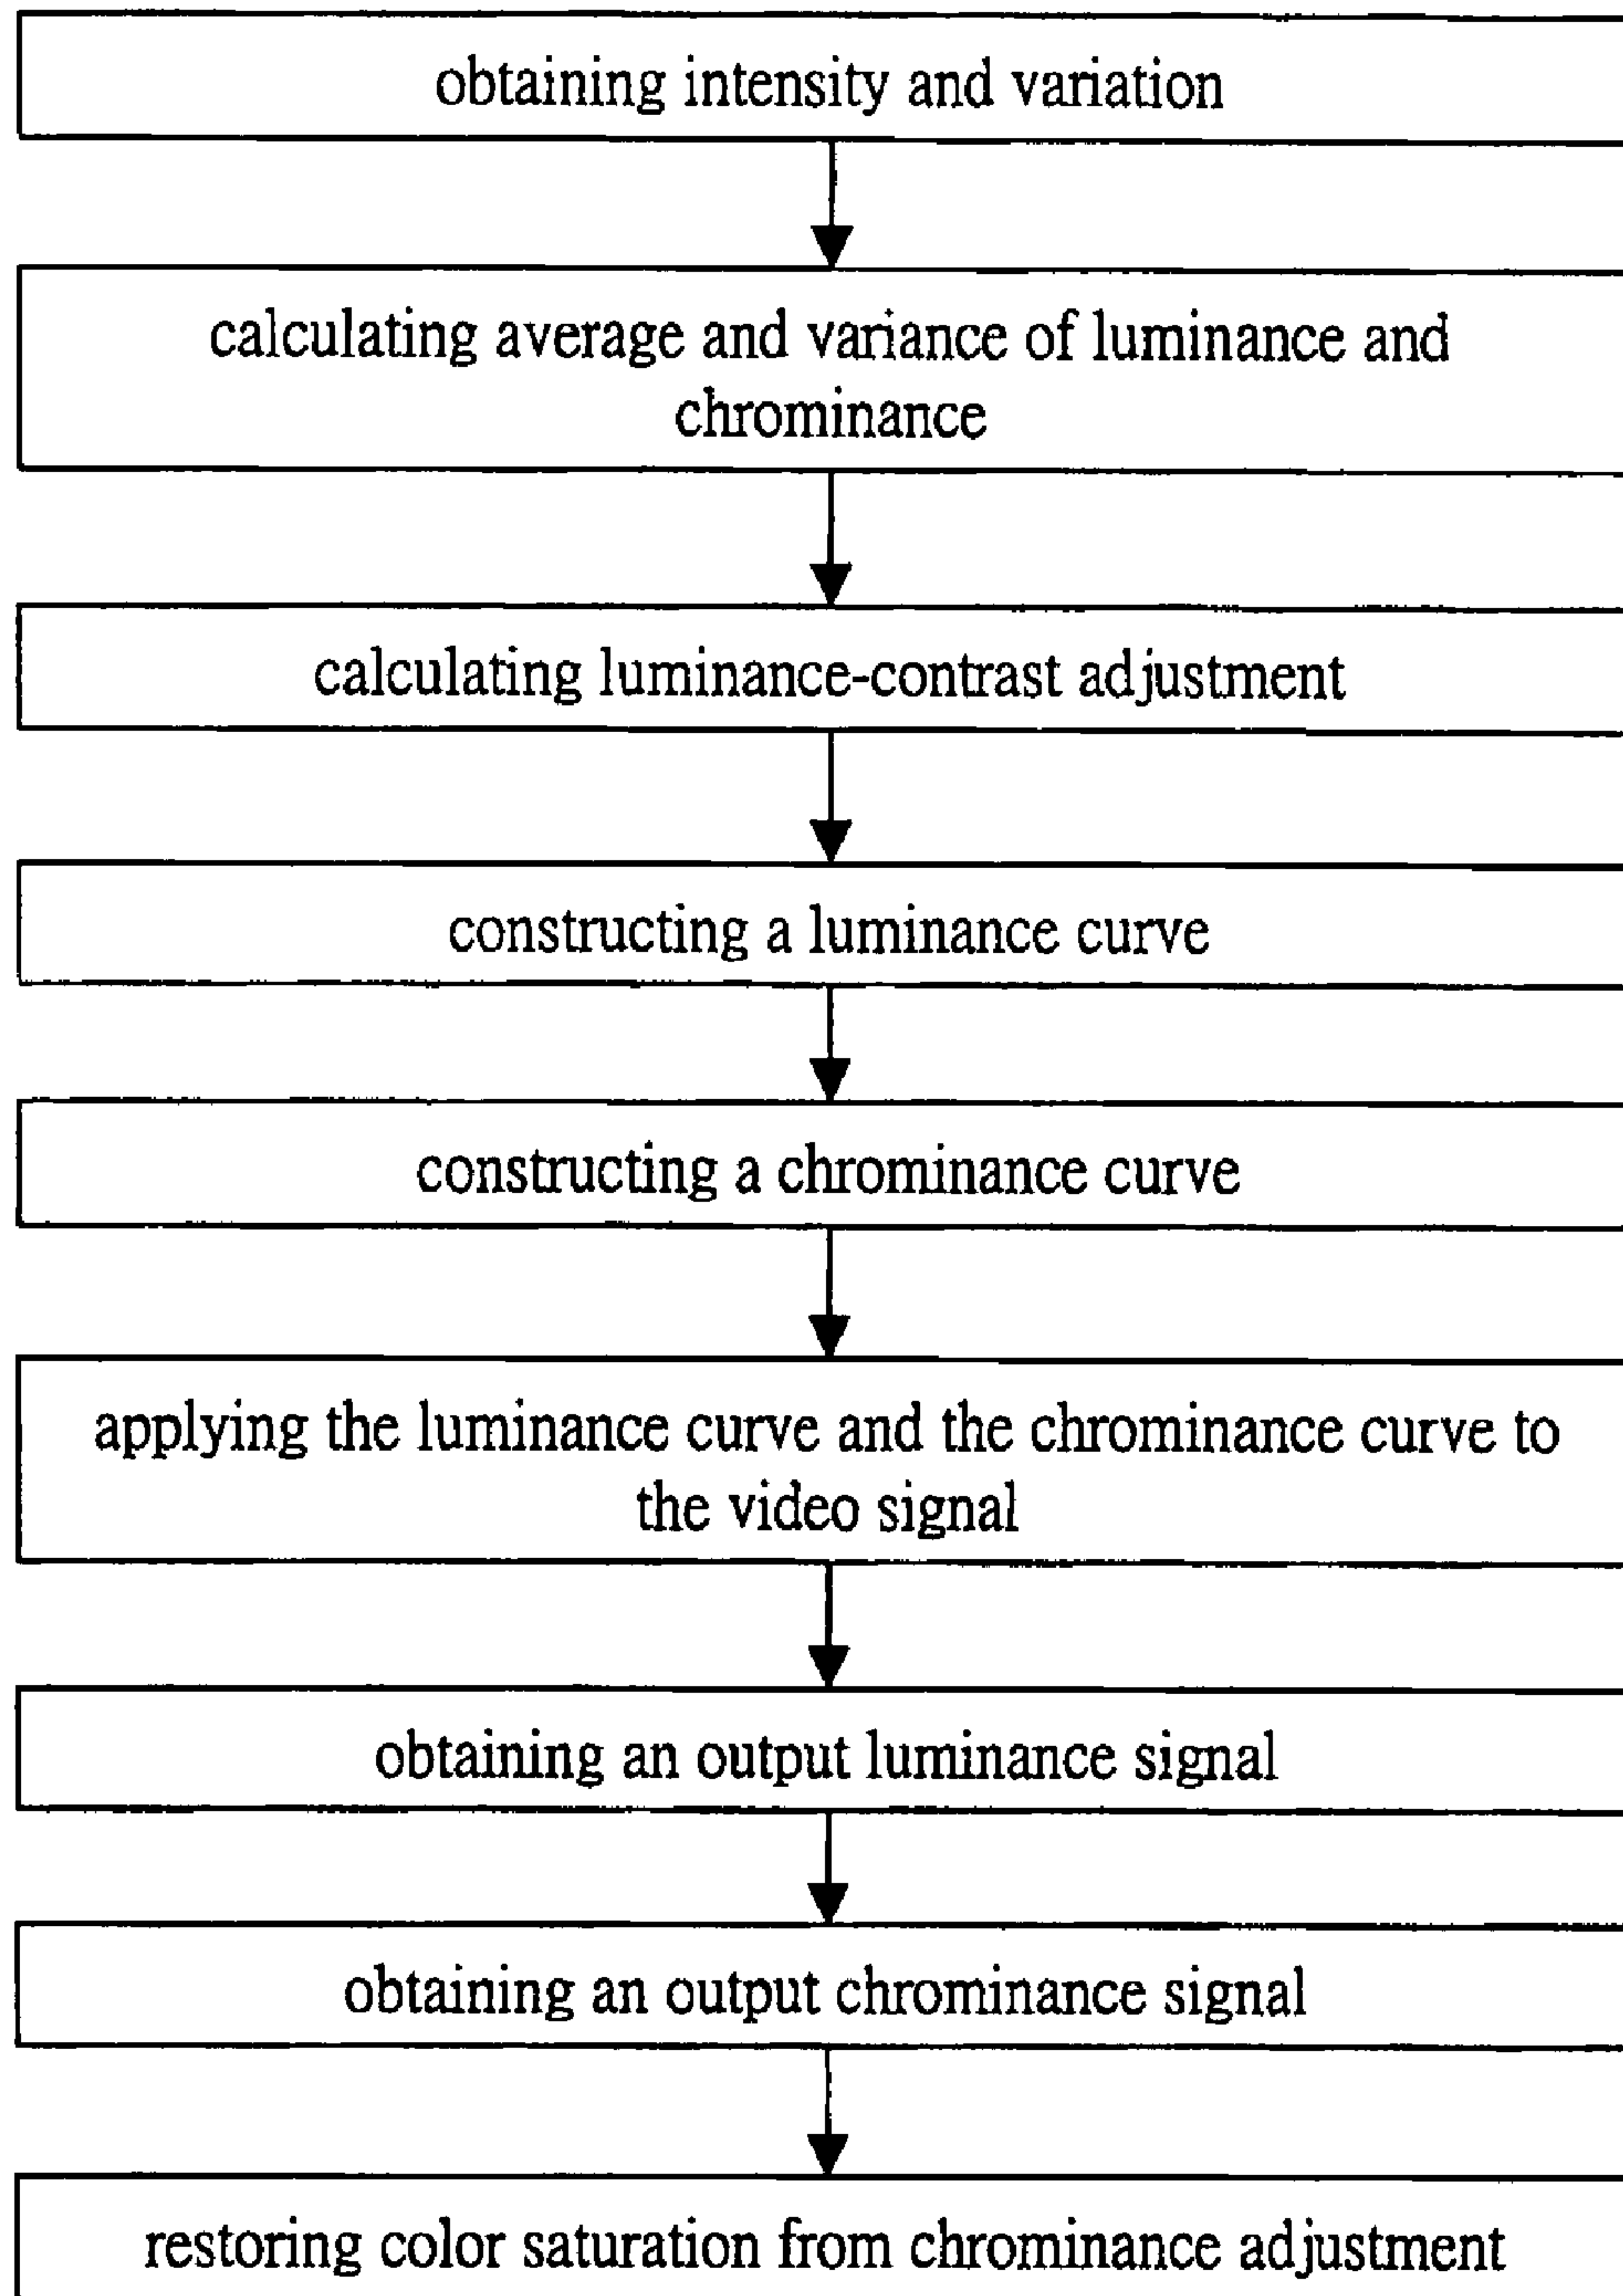 obtaining intensity and variation
calculating average and variance of luminance and
chrominance
calculating luminance-contrast adjustment
constructing a luminance curve
constructing a chrominance curve
applying the luminance curve and the chrominance curve to
the video signal
obtaining an output luminance signal
obtaining an output chrominance signal
restoring color saturation from chrominance adjustment